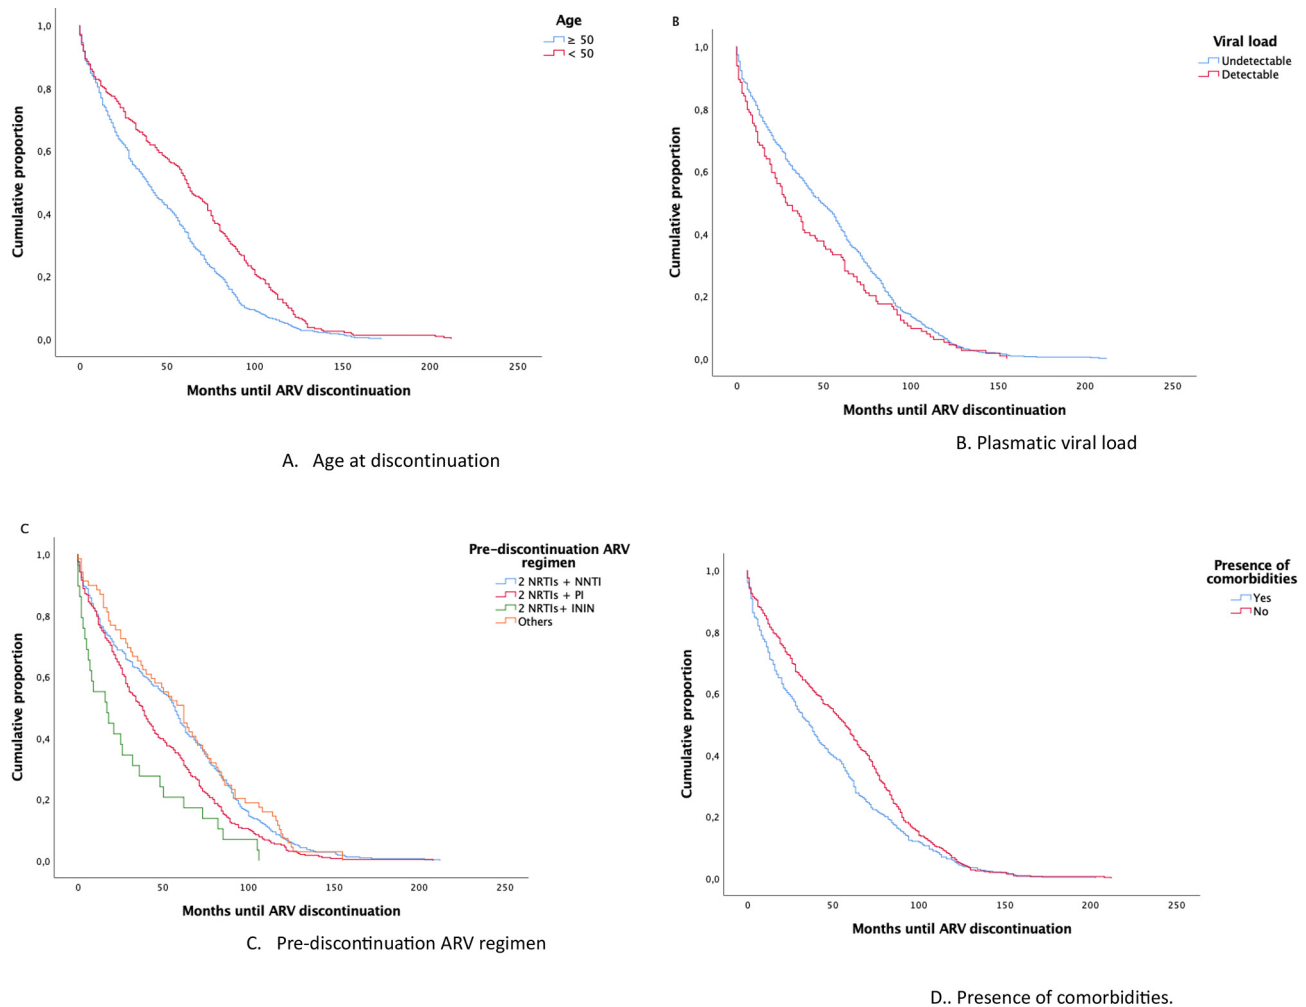 Age
≥ 50
< 50
1,0
0,8
0,6
0,4
0,2
0,0
Cumulative proportion
0 50 100 150 200 250
Months until ARV discontinuation
A. Age at discontinuation
B
Viral load
Undetectable
Detectable
1,0
0,8
0,6
0,4
0,2
0,0
Cumulative proportion
0 50 100 150 200 250
Months until ARV discontinuation
B. Plasmatic viral load
C
Pre-discontinuation ARV
regimen
2 NRTIs + NNTI
2 NRTIs + PI
2 NRTIs+ ININ
Others
1,0
0,8
0,6
0,4
0,2
0,0
Cumulative proportion
0 50 100 150 200 250
Months until ARV discontinuation
C. Pre-discontinuation ARV regimen
Presence of
comorbidities
Yes
No
1,0
0,8
0,6
0,4
0,2
0,0
Cumulative proportion
0 50 100 150 200 250
Months until ARV discontinuation
D.. Presence of comorbidities.